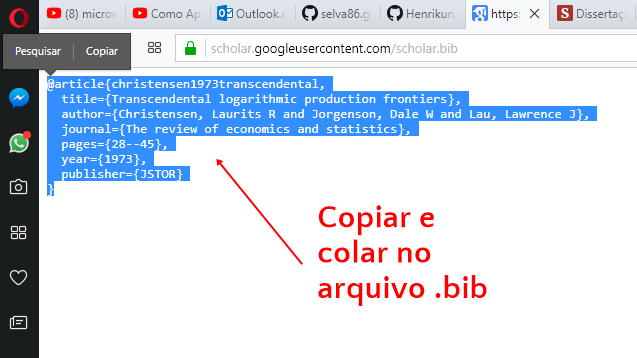 (8) microe
Como Ap
Outlook.c
selva86.g
Henrikun.
https:
Dissertaç
Pesquisar
Copiar
scholar.googleusercontent.com/scholar.bib
@article{christensen1973transcendental,
title={Transcendental logarithmic production frontiers},
author={Christensen, Laurits R and Jorgenson, Dale W and Lau, Lawrence J},
journal={The review of economics and statistics},
pages={28--45},
year={1973},
publisher={JSTOR}
}
Copiar e
colar no
arquivo .bib